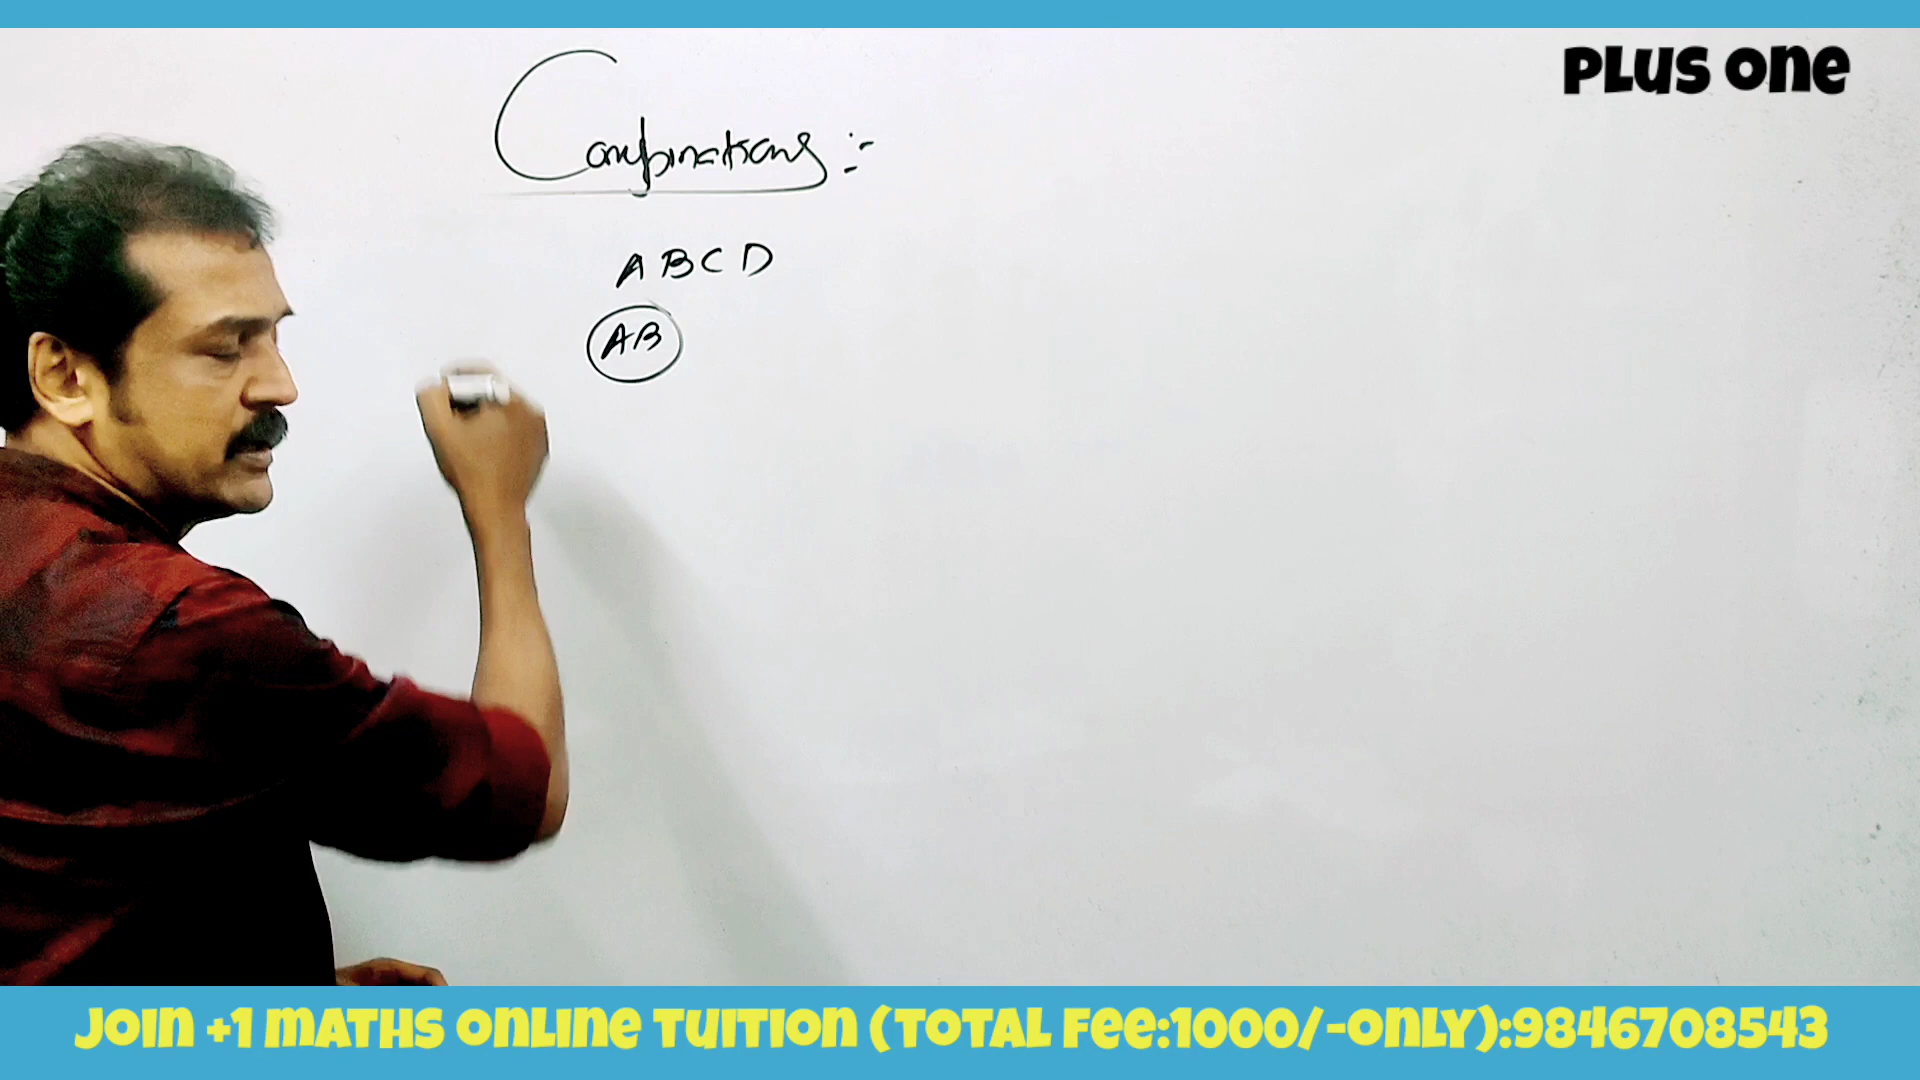 PLUS ONE
Combinations :-
A B C D
AB
JOIN +1 MATHS ONLINE TUITION (TOTAL FEE:1000/-ONLY):9846708543